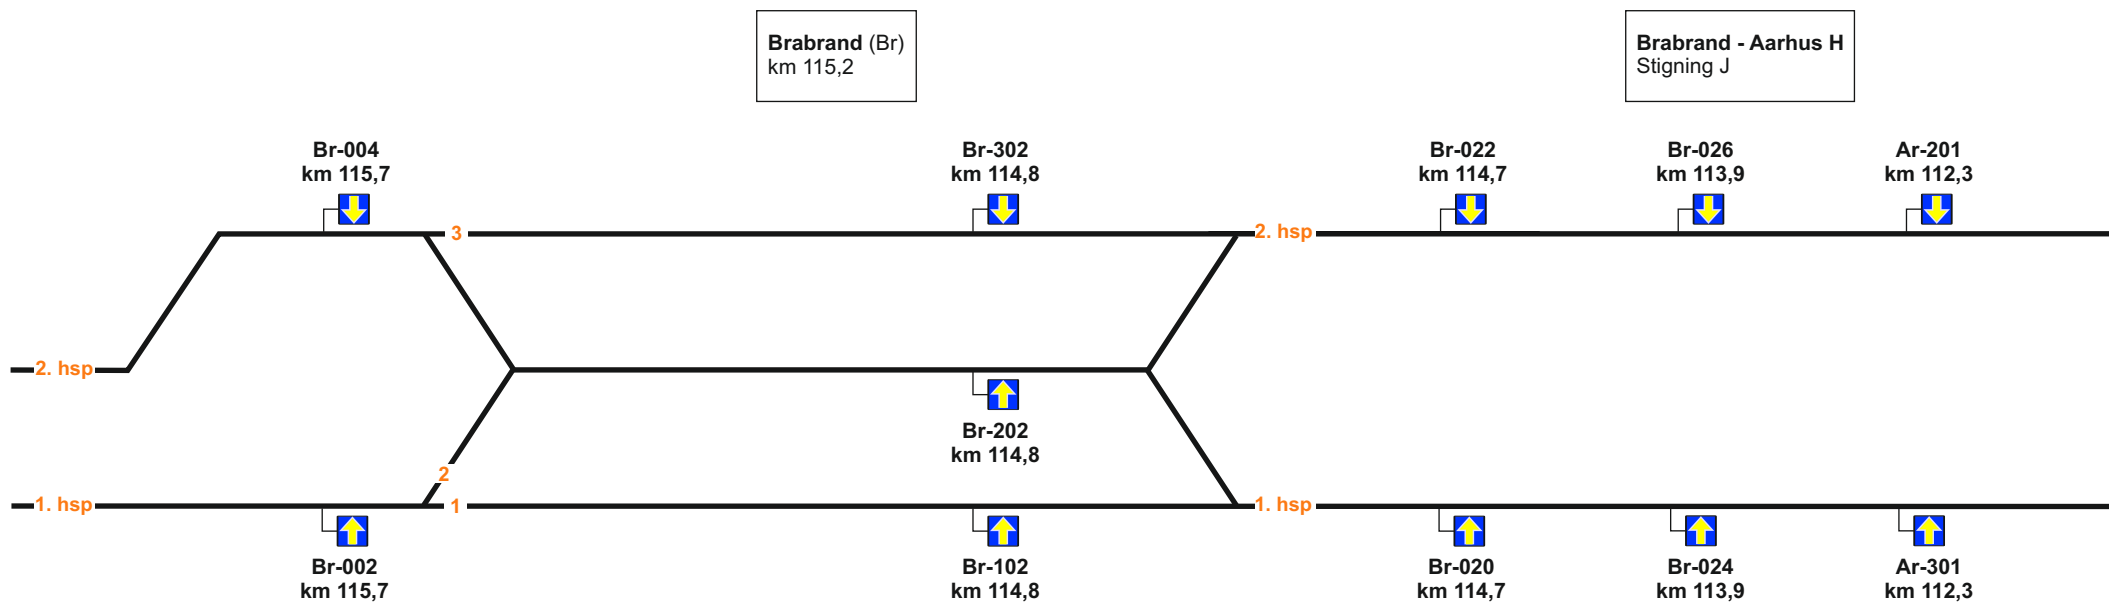 Brabrand (Br)
km 115,2
Brabrand - Aarhus H
Stigning J
Br-004
km 115,7
Br-302
km 114,8
Br-022
km 114,7
Br-026
km 113,9
Ar-201
km 112,3
3
2. hsp
2. hsp
Br-202
km 114,8
2
1. hsp
1
1. hsp
Br-002
km 115,7
Br-102
km 114,8
Br-020
km 114,7
Br-024
km 113,9
Ar-301
km 112,3